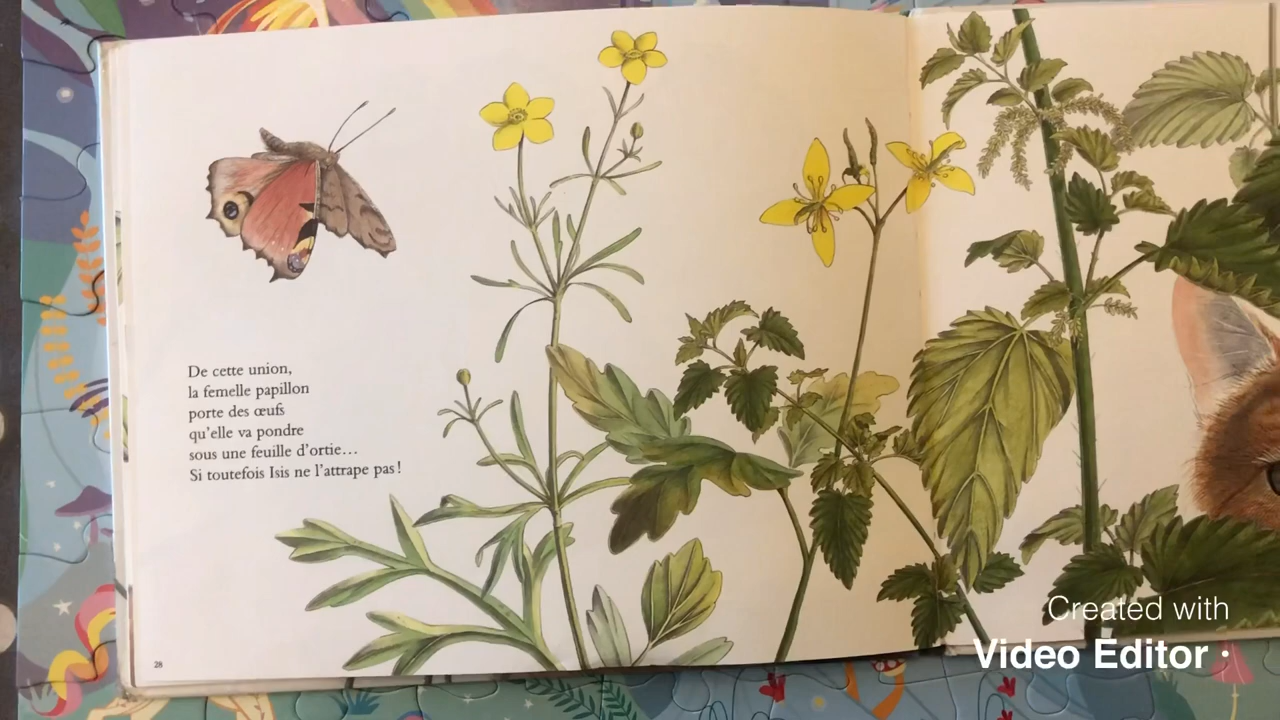 De cette union,
la femelle papillon
porte des œufs
qu'elle va pondre
sous une feuille d'ortie...
Si toutefois Isis ne l'attrape pas !
28
Created with
Video Editor ·